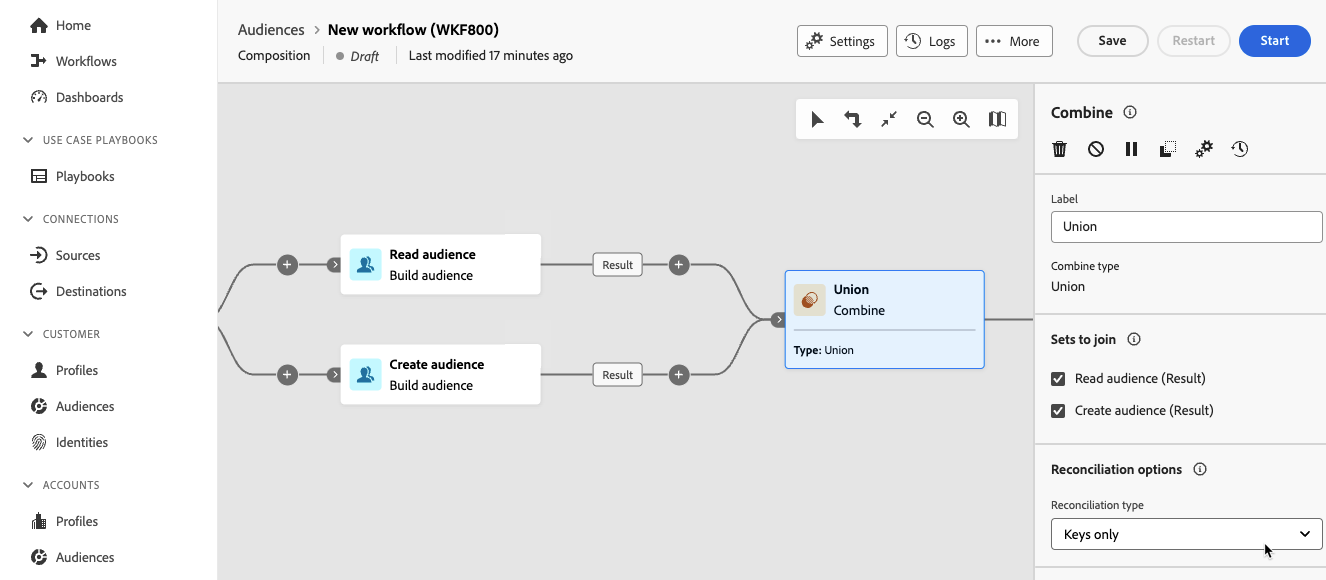 Home
Workflows
Dashboards
USE CASE PLAYBOOKS
Playbooks
CONNECTIONS
Sources
Destinations
CUSTOMER
Profiles
Audiences
Identities
ACCOUNTS
Profiles
Audiences
Audiences > New workflow (WKF800)
Composition
Draft
Last modified 17 minutes ago
Settings
Logs
More
Save
Restart
Start
Read audience
Build audience
Result
Create audience
Build audience
Result
Union
Combine
Type: Union
Combine
Label
Union
Combine type
Union
Sets to join
Read audience (Result)
Create audience (Result)
Reconciliation options
Reconciliation type
Keys only